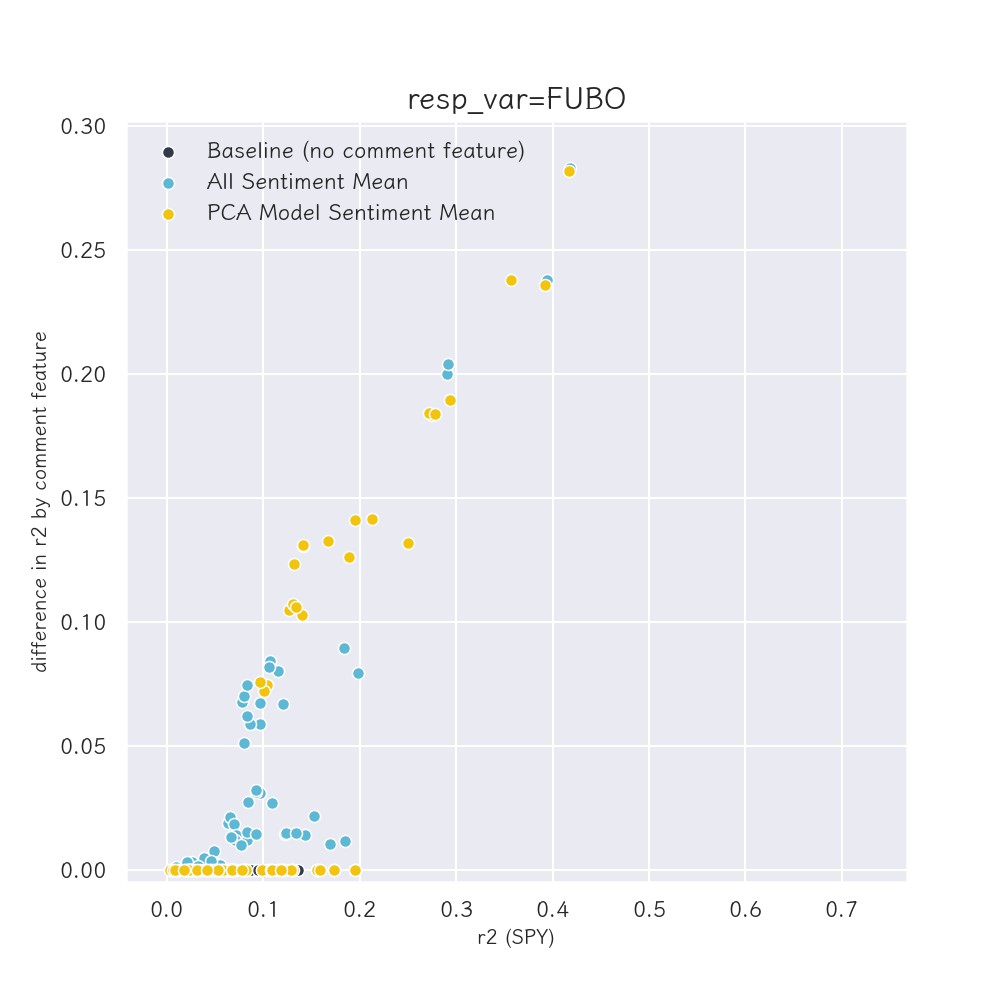 resp_var=FUBO
Baseline (no comment feature)
All Sentiment Mean
PCA Model Sentiment Mean
difference in r2 by comment feature
0.30
0.25
0.20
0.15
0.10
0.05
0.00
0.0 0.1 0.2 0.3 0.4 0.5 0.6 0.7
r2 (SPY)